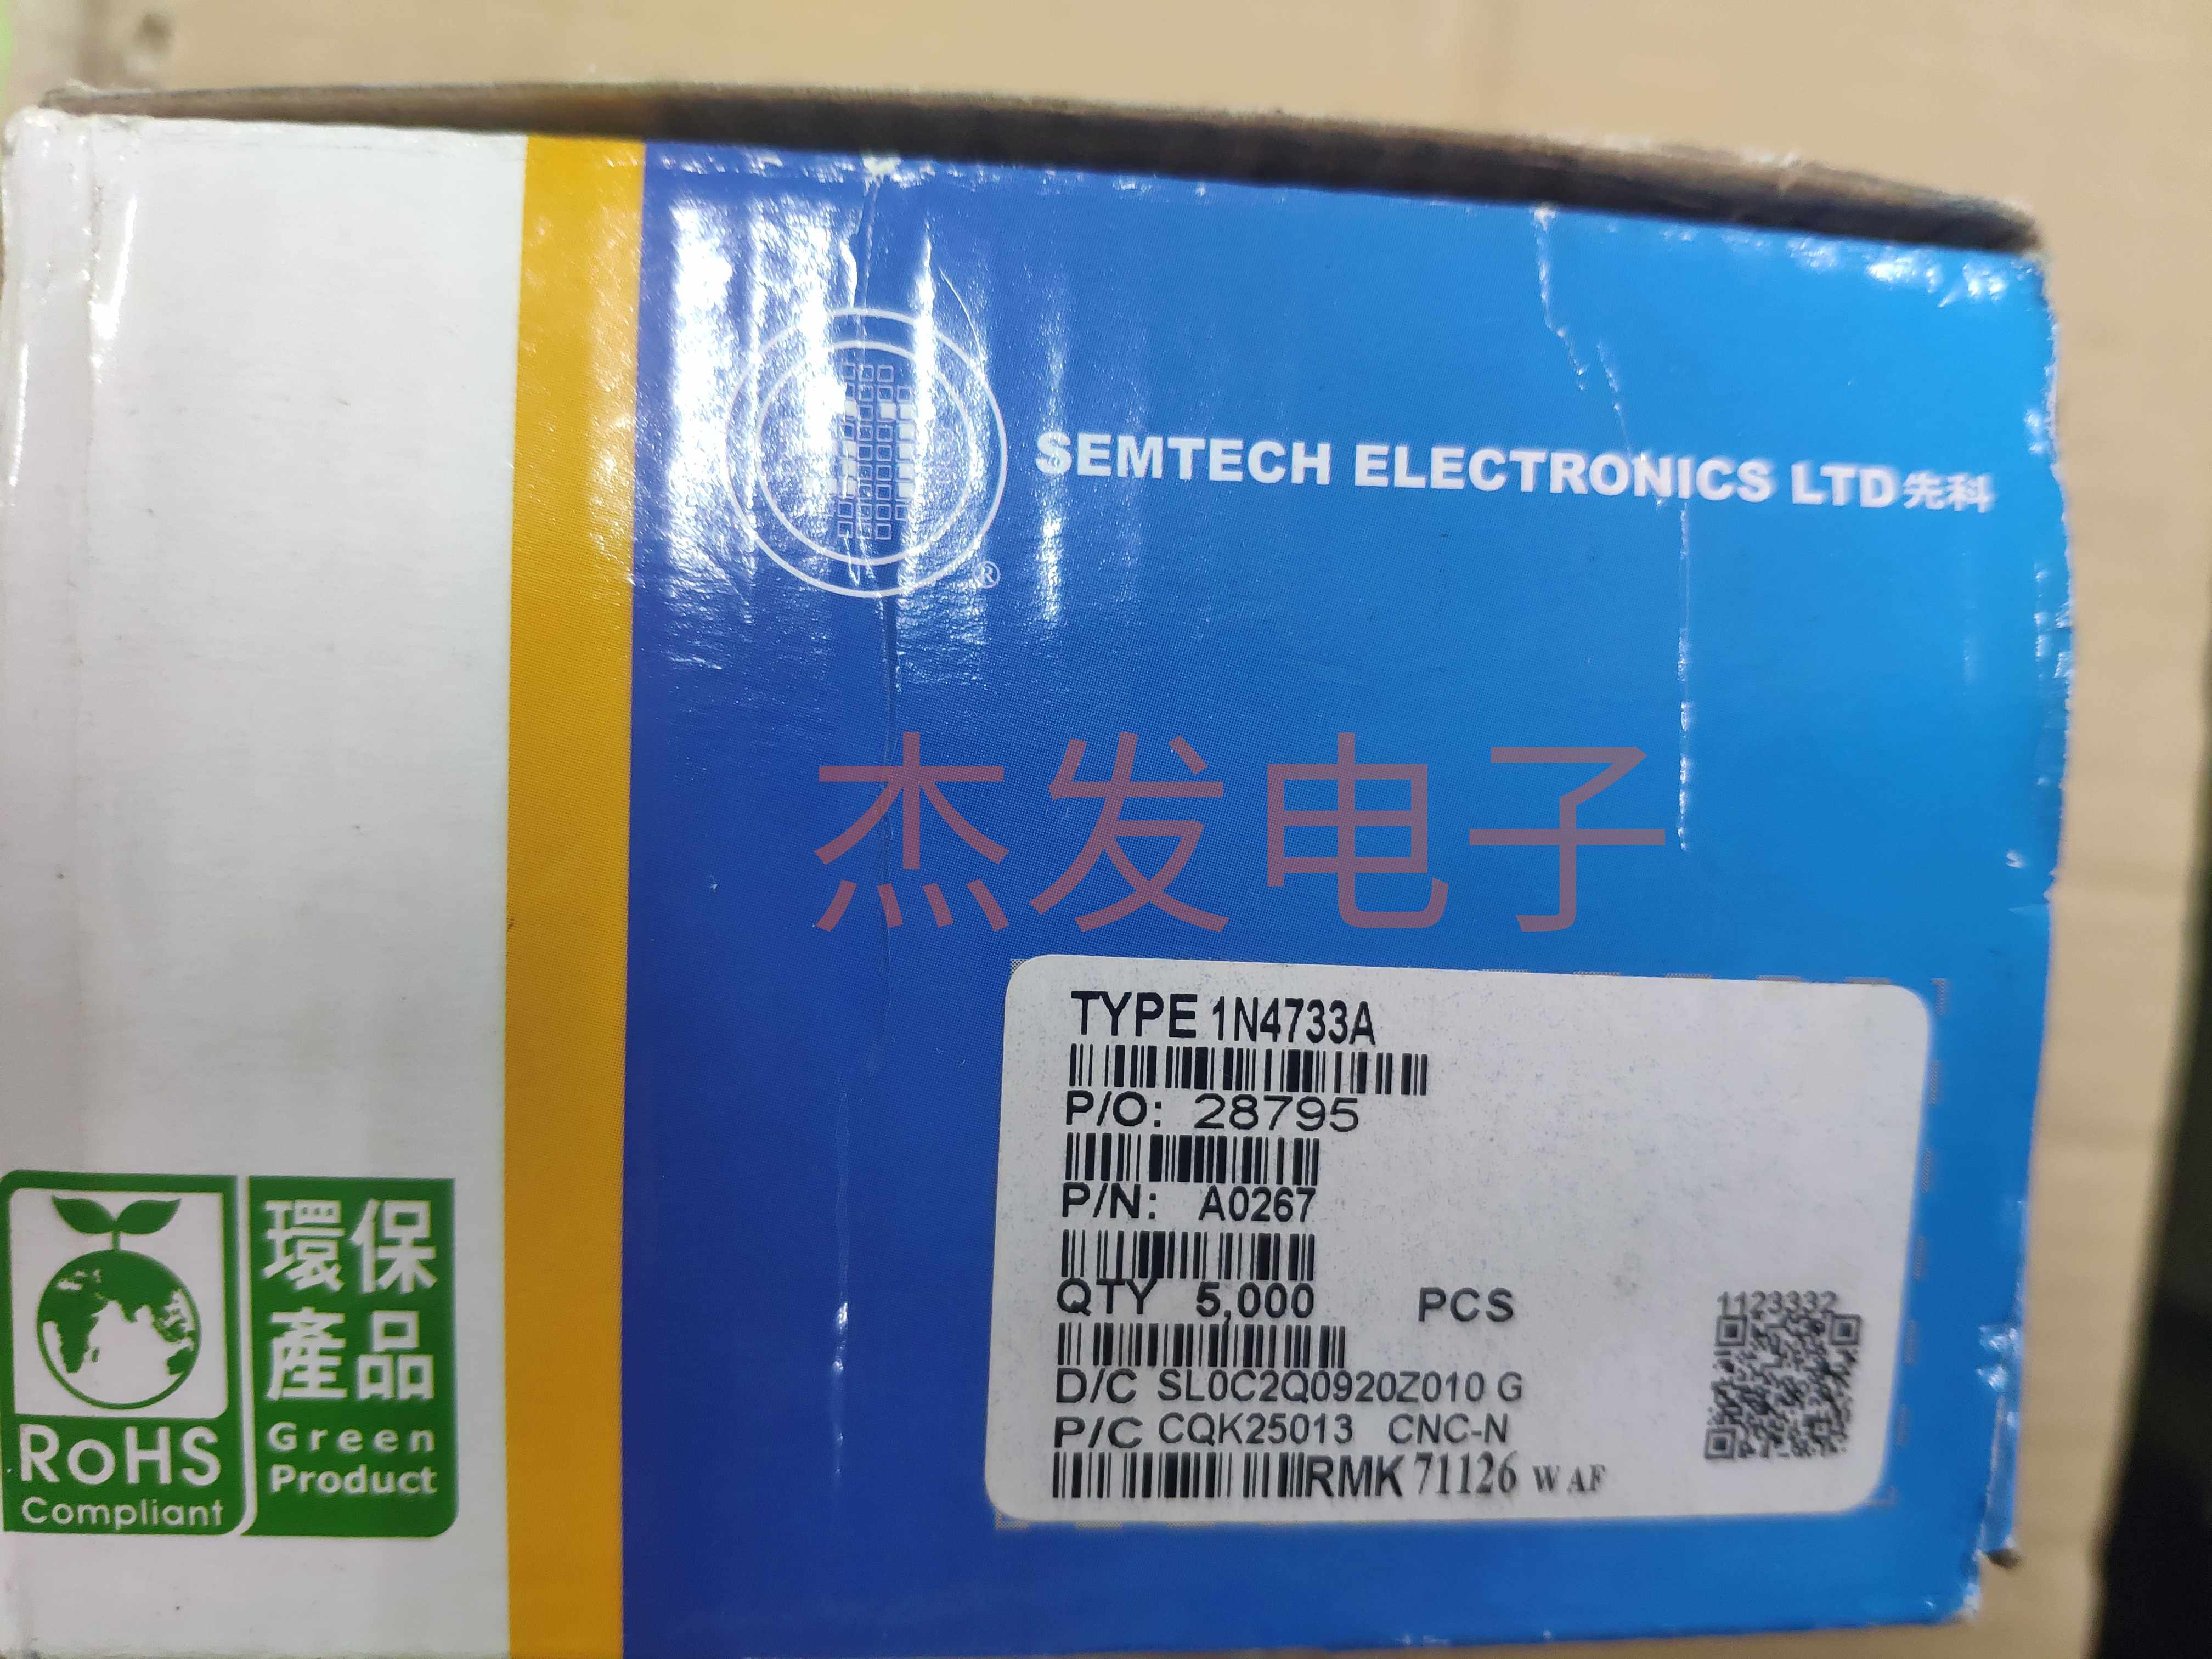 SEMTECH ELECTRONICS LTD先科
®
杰发电子
TYPE 1N4733A
P/O: 28795
P/N: A0267
QTY 5,000 PCS
1123332
D/C SL0C2Q0920Z010 G
P/C CQK25013 CNC-N
RMK 71126 W AF
環保
產品
Green
Product
RoHS
Compliant